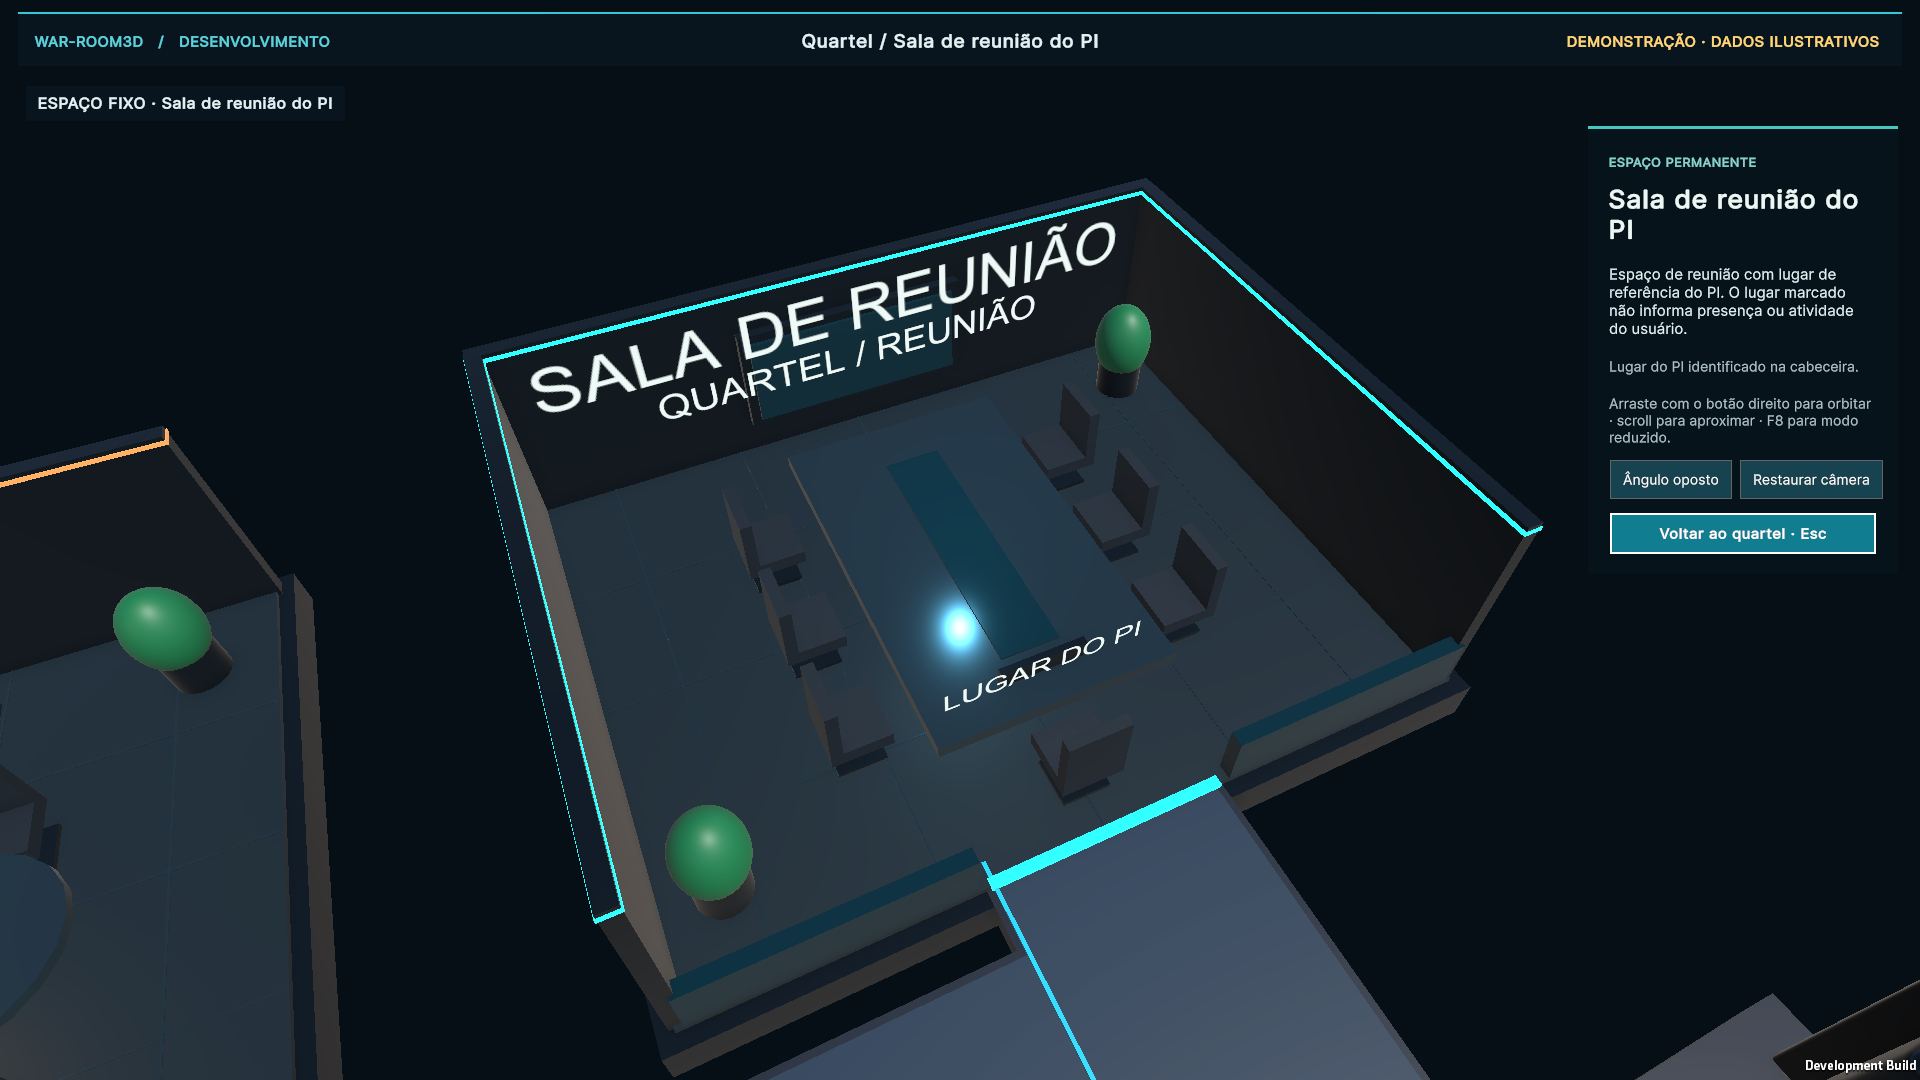 WAR-ROOM3D / DESENVOLVIMENTO
Quartel / Sala de reunião do PI
DEMONSTRAÇÃO · DADOS ILUSTRATIVOS
ESPAÇO FIXO · Sala de reunião do PI
SALA DE REUNIÃO
QUARTEL / REUNIÃO
LUGAR DO PI
ESPAÇO PERMANENTE
Sala de reunião do
PI
Espaço de reunião com lugar de
referência do PI. O lugar marcado
não informa presença ou atividade
do usuário.
Lugar do PI identificado na cabeceira.
Arraste com o botão direito para orbitar
· scroll para aproximar · F8 para modo
reduzido.
Ângulo oposto
Restaurar câmera
Voltar ao quartel · Esc
Development Build